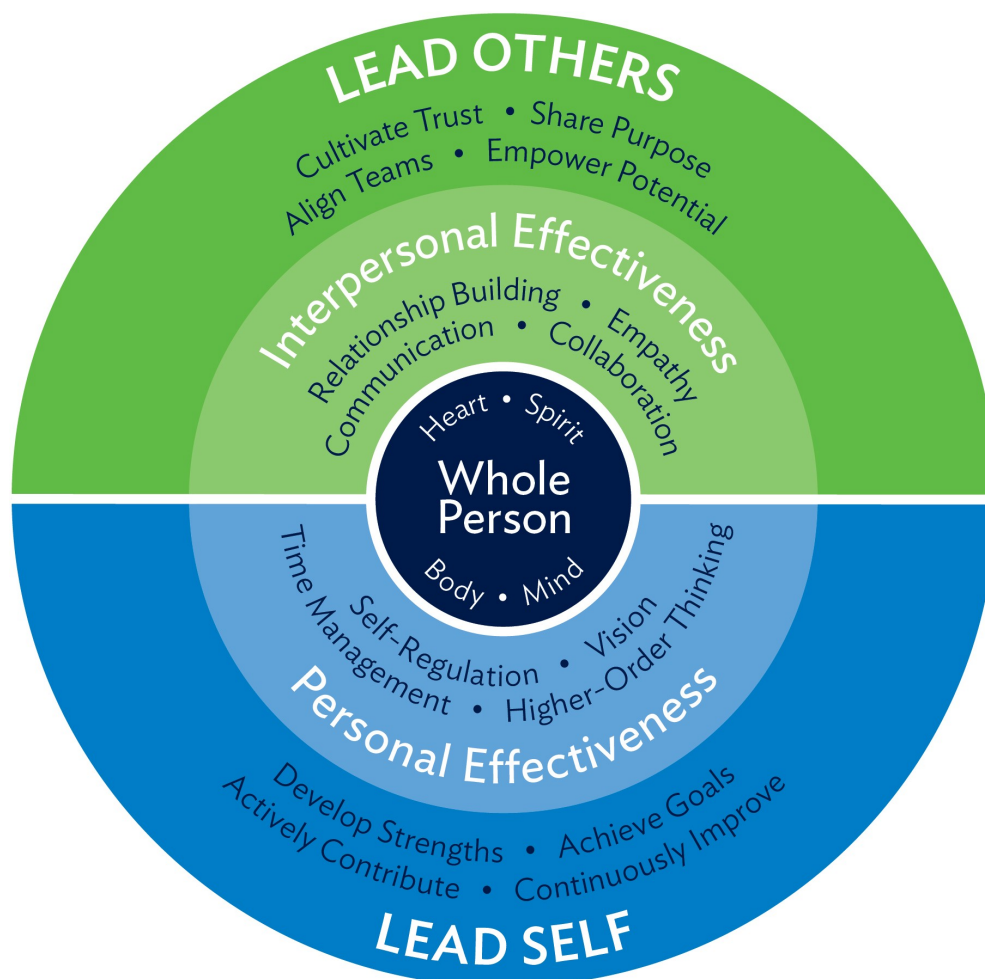 LEAD OTHERS
Cultivate Trust • Share Purpose
Align Teams • Empower Potential
Interpersonal Effectiveness
Relationship Building • Empathy
Communication • Collaboration
Heart • Spirit
Whole
Person
Body • Mind
Self-Regulation • Vision
Time Management • Higher-Order Thinking
Personal Effectiveness
Develop Strengths • Achieve Goals
Actively Contribute • Continuously Improve
LEAD SELF